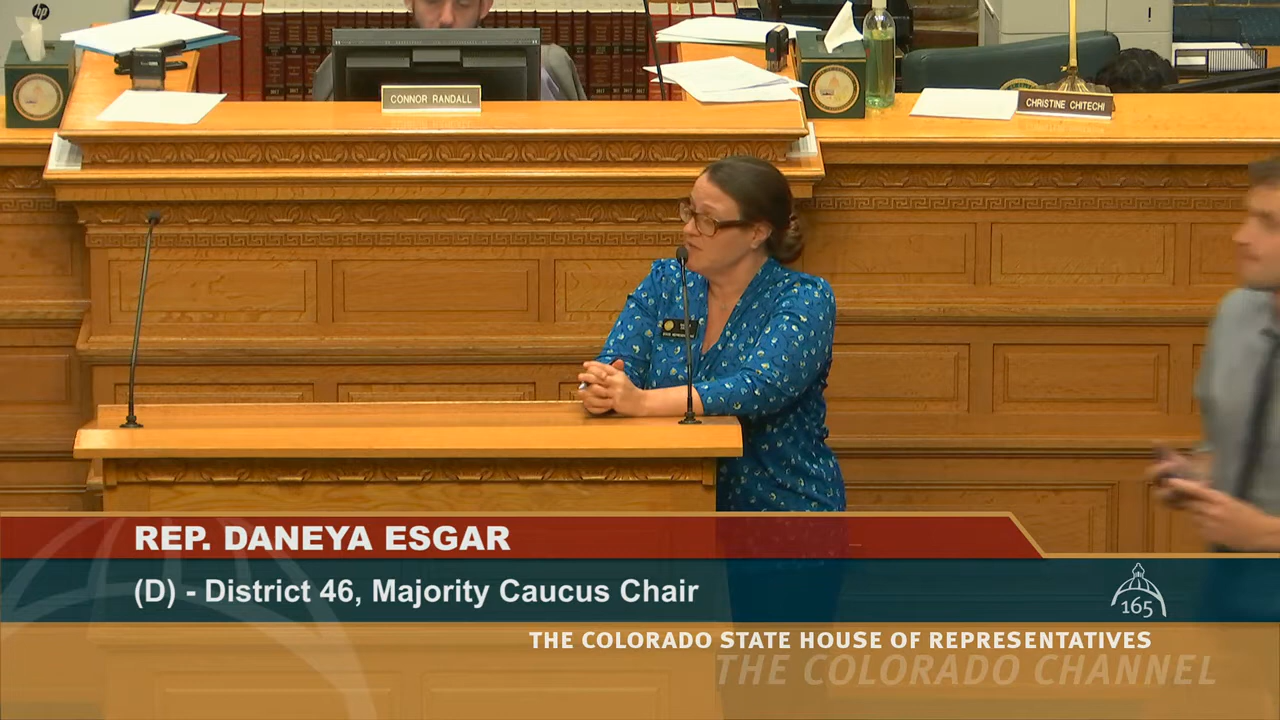 hp
CONNOR RANDALL
CHRISTINE CHITECHI
REP. DANEYA ESGAR
(D) - District 46, Majority Caucus Chair
165
THE COLORADO STATE HOUSE OF REPRESENTATIVES
THE COLORADO CHANNEL